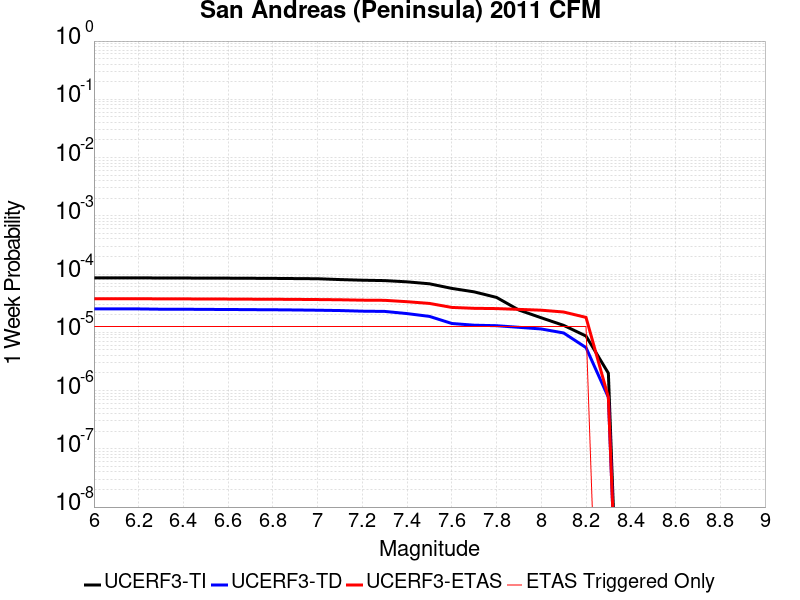 San Andreas (Peninsula) 2011 CFM
1 Week Probability
10^0
10^-1
10^-2
10^-3
10^-4
10^-5
10^-6
10^-7
10^-8
6 6.2 6.4 6.6 6.8 7 7.2 7.4 7.6 7.8 8 8.2 8.4 8.6 8.8 9
Magnitude
UCERF3-TI UCERF3-TD UCERF3-ETAS ETAS Triggered Only